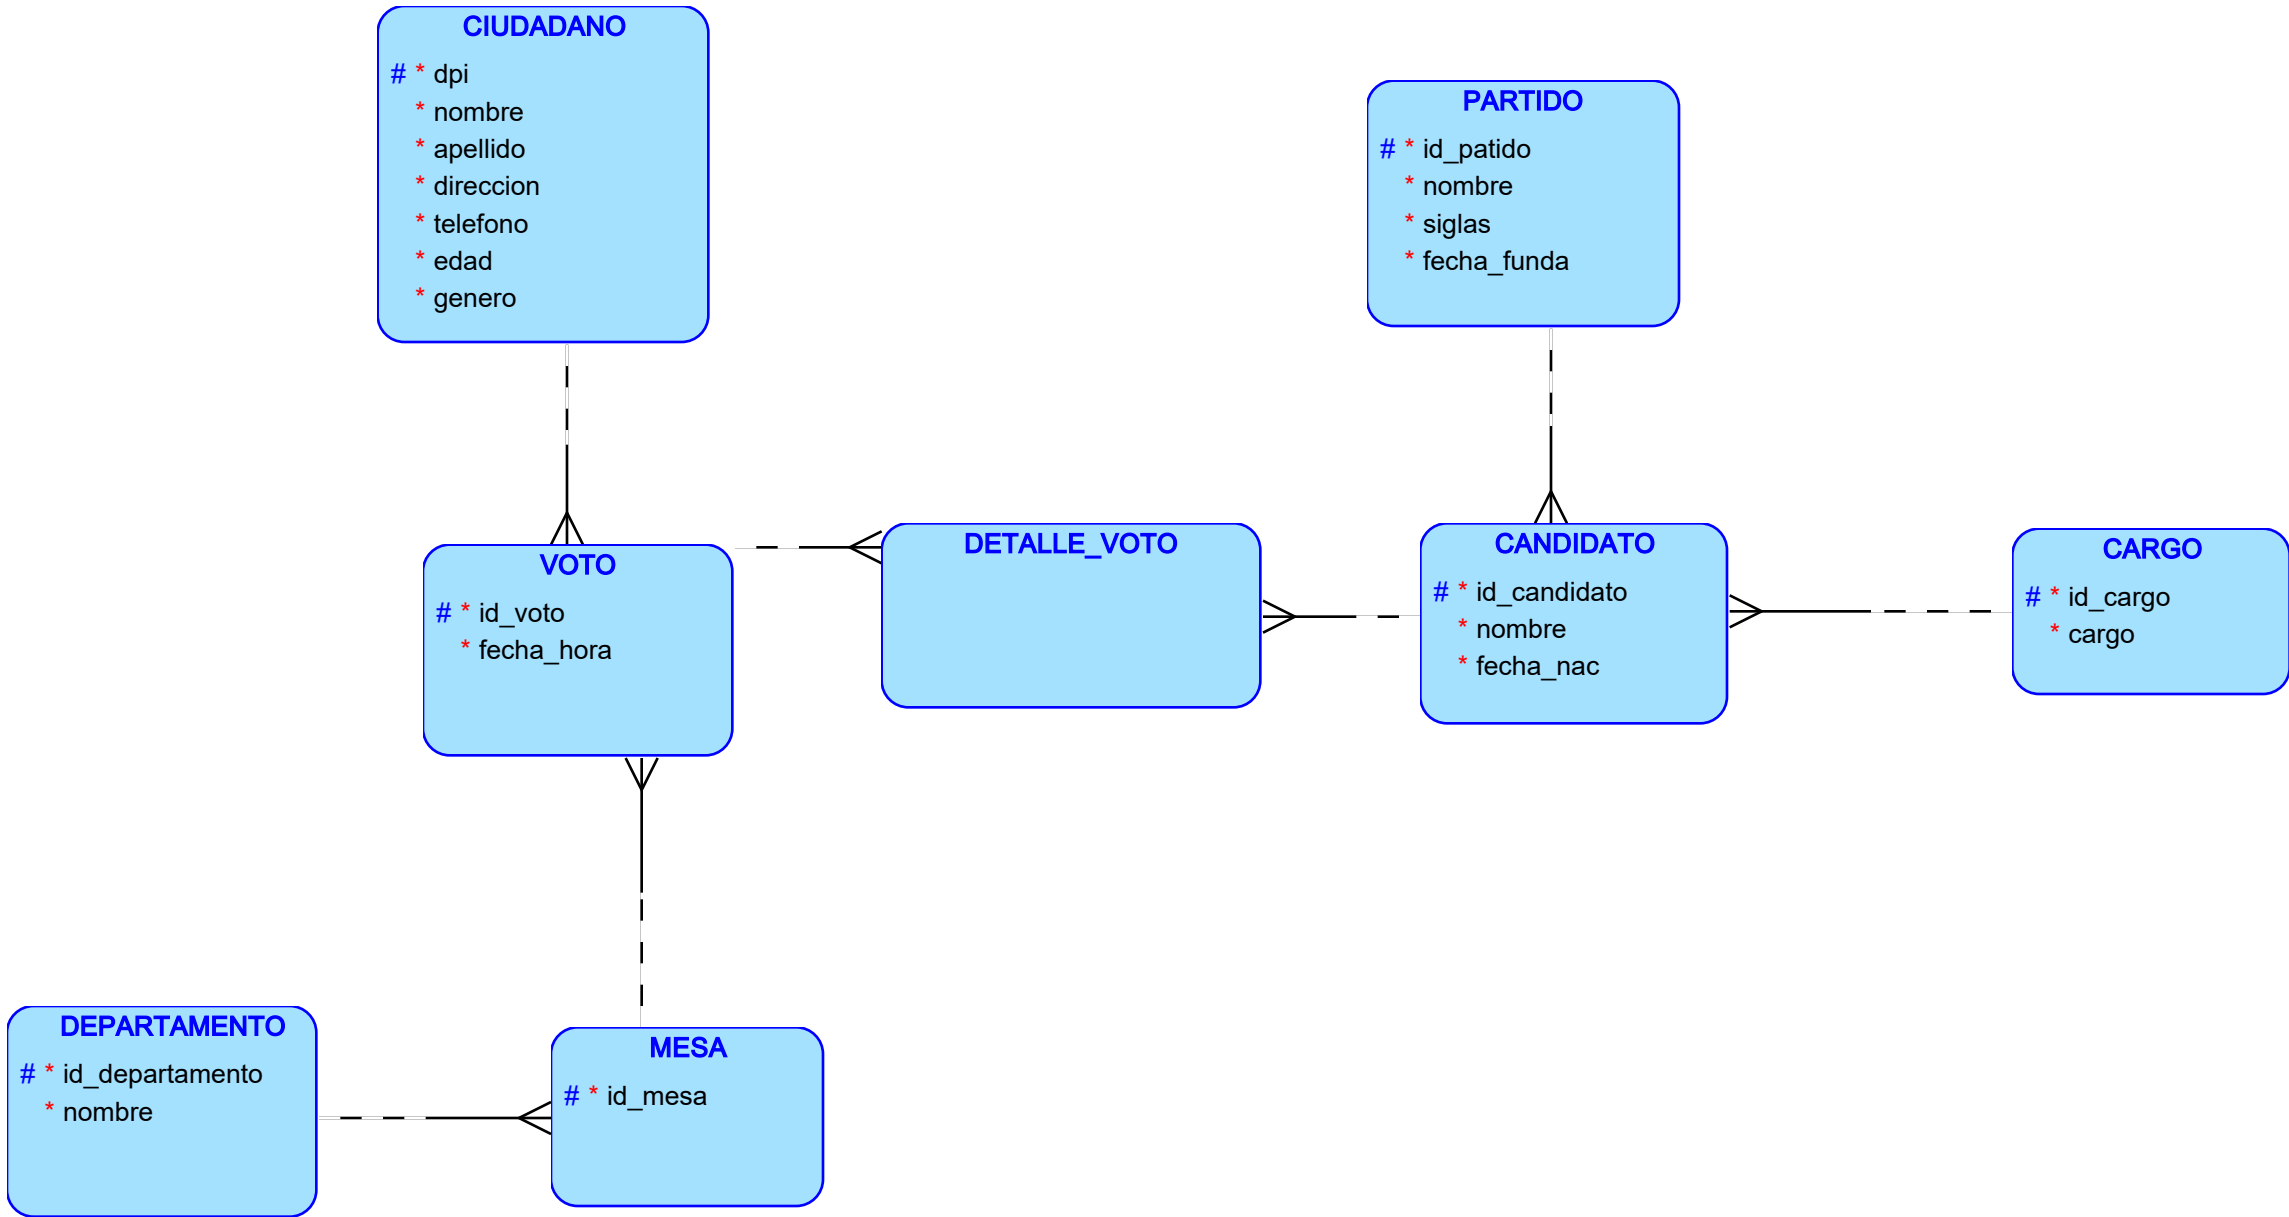 CIUDADANO
# * dpi
* nombre
* apellido
* direccion
* telefono
* edad
* genero
PARTIDO
# * id_patido
* nombre
* siglas
* fecha_funda
VOTO
# * id_voto
* fecha_hora
DETALLE_VOTO
CANDIDATO
# * id_candidato
* nombre
* fecha_nac
CARGO
# * id_cargo
* cargo
DEPARTAMENTO
# * id_departamento
* nombre
MESA
# * id_mesa